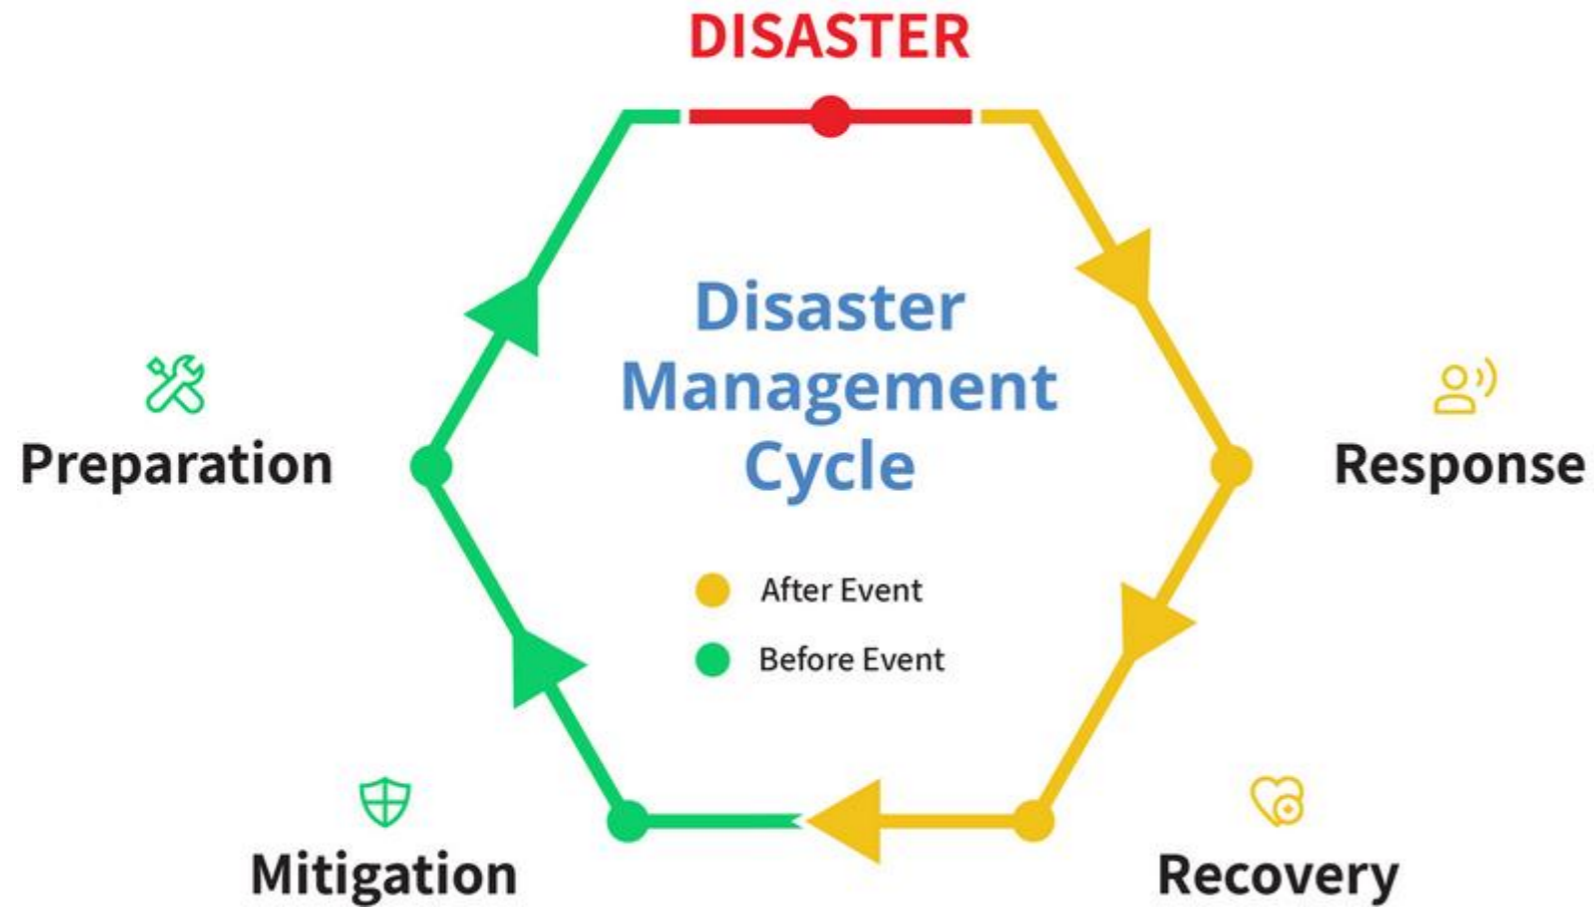 DISASTER
Disaster
Management
Cycle
Preparation
Response
After Event
Before Event
Mitigation
Recovery